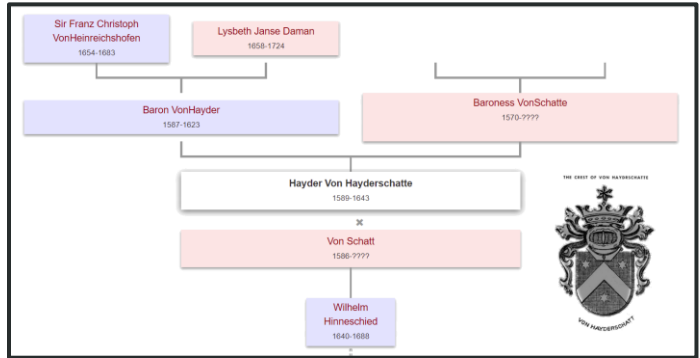 Sir Franz Christoph
VonHeinreichshofen
1654-1683
Lysbeth Janse Daman
1658-1724
Baron VonHayder
1587-1623
Baroness VonSchatte
1570-????
Hayder Von Hayderschatte
1589-1643
×
Von Schatt
1586-????
Wilhelm
Hinneschied
1640-1688
THE CREST OF VON HAYDERSCHATTE
VON HAYDERSCHATT